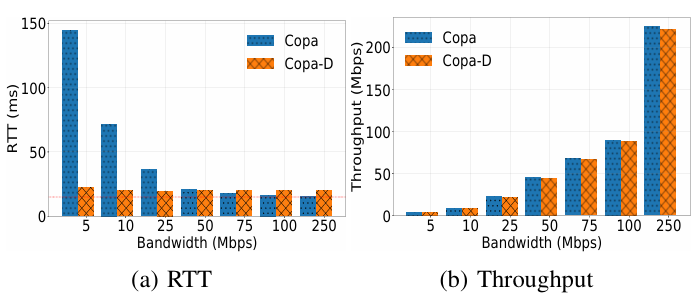 RTT (ms)
150
100
50
0
Copa
Copa-D
5 10 25 50 75 100 250
Bandwidth (Mbps)
(a) RTT
Throughput (Mbps)
200
150
100
50
0
Copa
Copa-D
5 10 25 50 75 100 250
Bandwidth (Mbps)
(b) Throughput